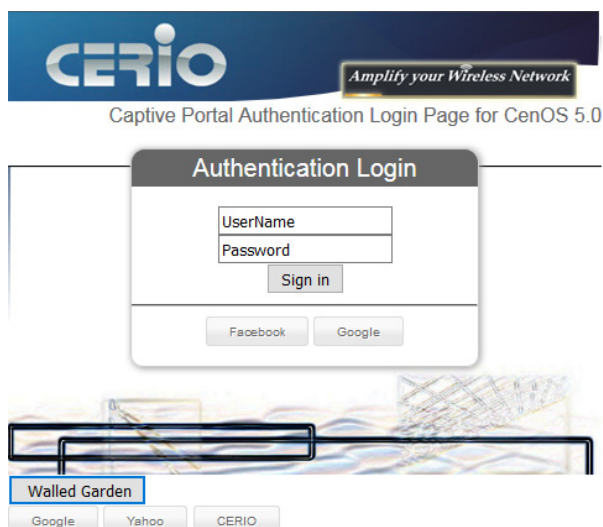 CERIO
Amplify your Wireless Network
Captive Portal Authentication Login Page for CenOS 5.0
Authentication Login
UserName
Password
Sign in
Facebook Google
Walled Garden
Google Yahoo CERIO